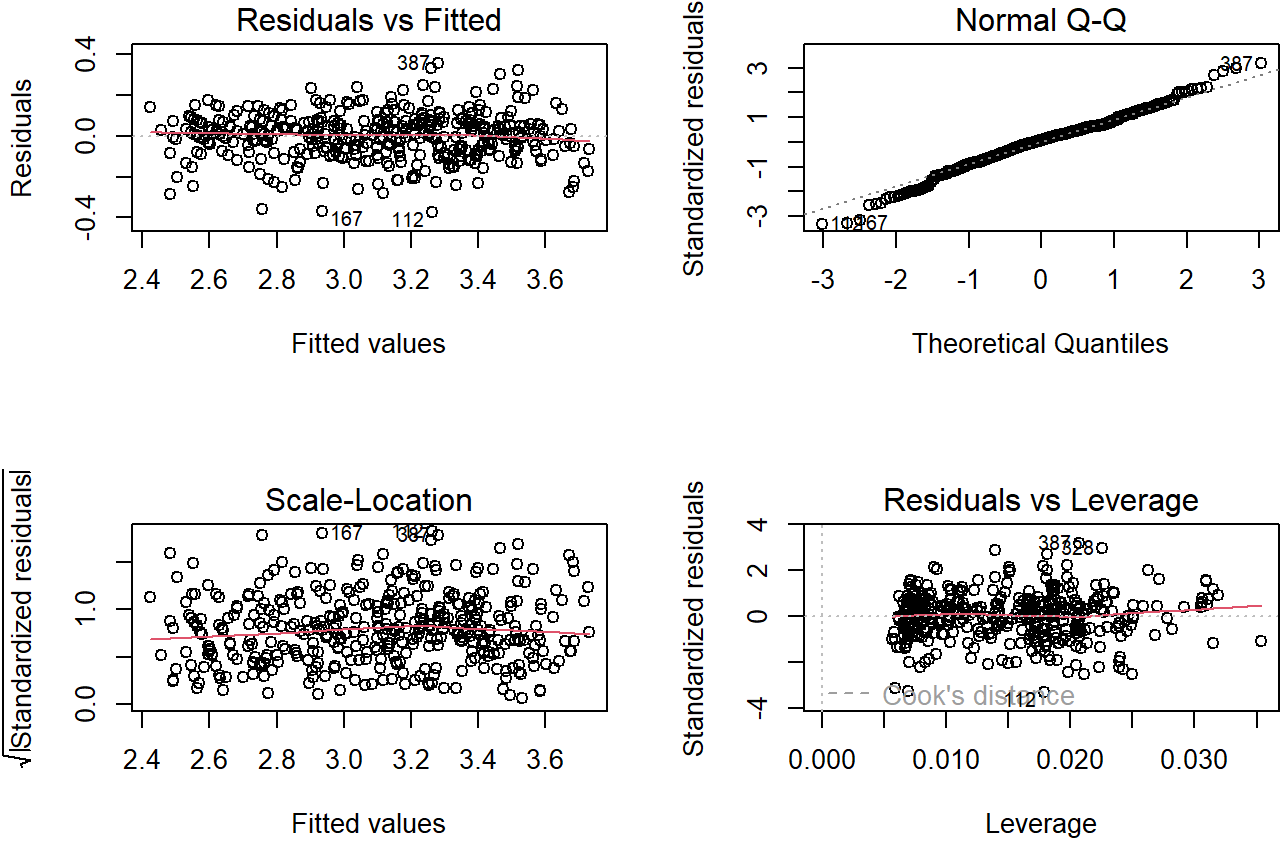 Residuals vs Fitted
Residuals
0.4
0.0
-0.4
387
167
112
2.4 2.6 2.8 3.0 3.2 3.4 3.6
Fitted values
Normal Q-Q
Standardized residuals
3
1
-1
-3
387
112
167
-3 -2 -1 0 1 2 3
Theoretical Quantiles
Scale-Location
√|Standardized residuals|
1.0
0.0
167
112
387
2.4 2.6 2.8 3.0 3.2 3.4 3.6
Fitted values
Residuals vs Leverage
Standardized residuals
4
2
0
-4
387
328
112
Cook's distance
0.000 0.010 0.020 0.030
Leverage